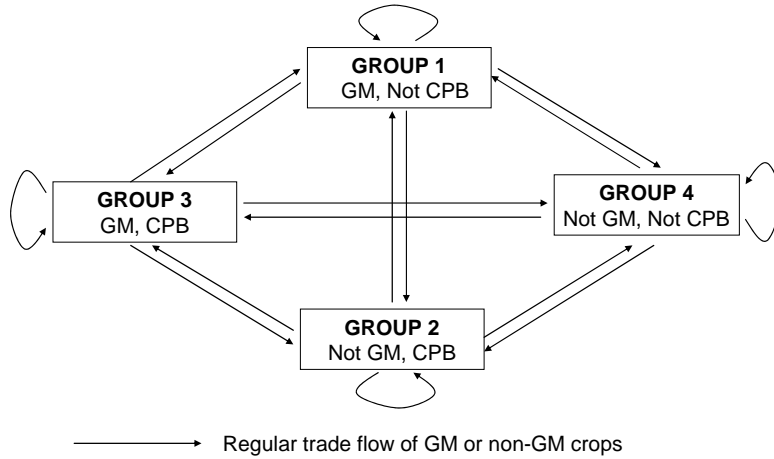 GROUP 1
GM, Not CPB
GROUP 3
GM, CPB
GROUP 4
Not GM, Not CPB
GROUP 2
Not GM, CPB
Regular trade flow of GM or non-GM crops